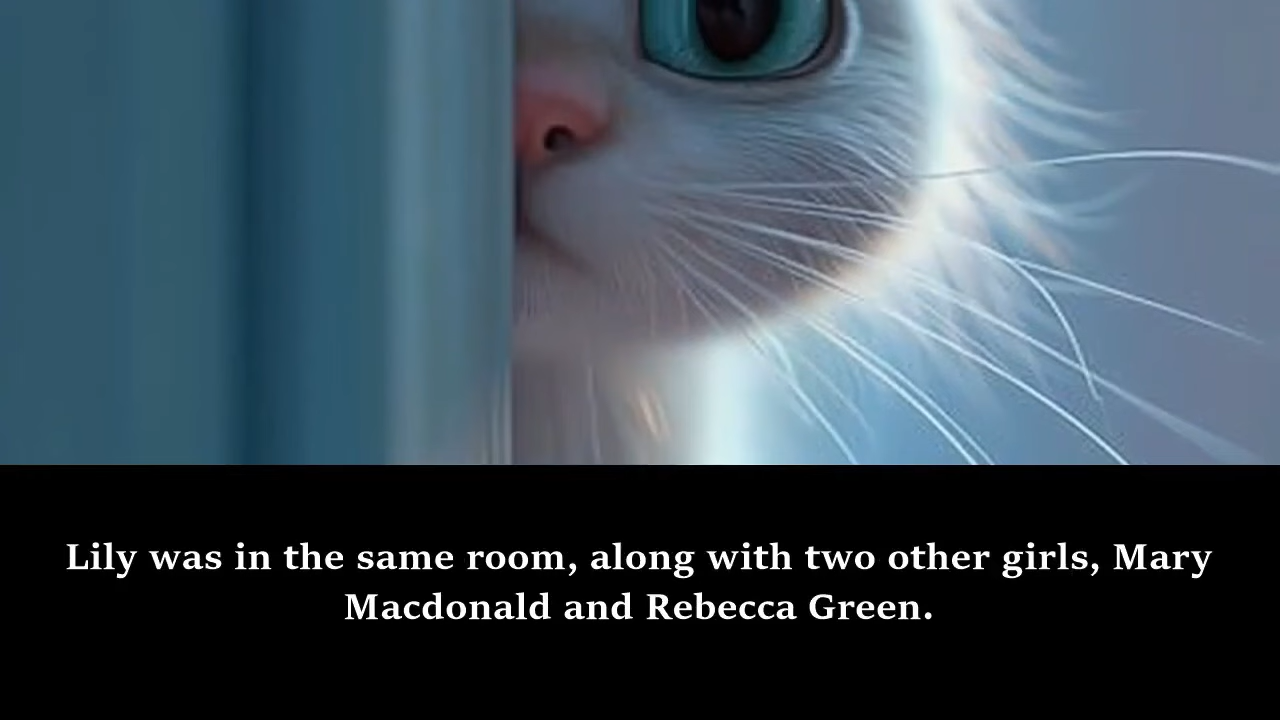 Lily was in the same room, along with two other girls, Mary
Macdonald and Rebecca Green.